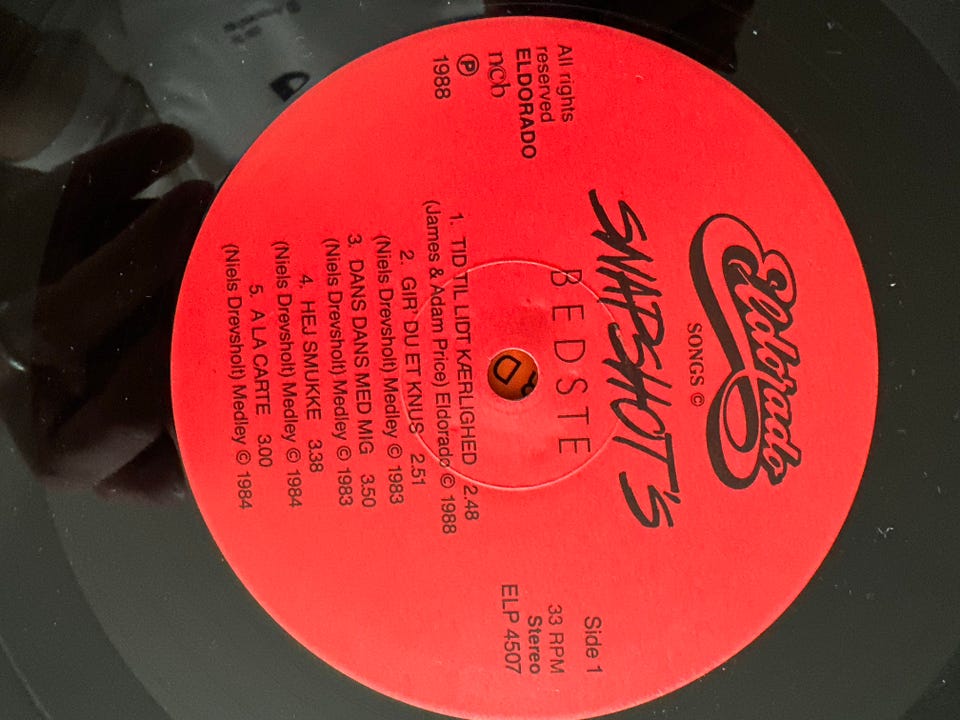 Eldorado
SONGS ©
SNAPSHOT'S
BEDSTE
All rights
reserved
ELDORADO
ncb
Ⓟ
1988
Side 1
33 RPM
Stereo
ELP 4507
1. TID TIL LIDT KÆRLIGHED 2.48
(James & Adam Price) Eldorado © 1988
2. GIR' DU ET KNUS 2.51
(Niels Drevsholt) Medley © 1983
3. DANS DANS MED MIG 3.50
(Niels Drevsholt) Medley © 1983
4. HEJ SMUKKE 3.38
(Niels Drevsholt) Medley © 1984
5. A LA CARTE 3.00
(Niels Drevsholt) Medley © 1984